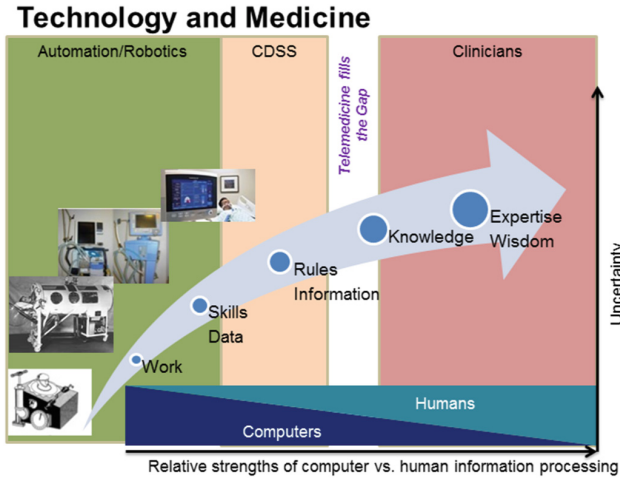 Technology and Medicine
Automation/Robotics
CDSS
Telemedicine fills
the Gap
Clinicians
Expertise
Wisdom
Knowledge
Rules
Information
Skills
Data
Work
Uncertainty
Humans
Computers
Relative strengths of computer vs. human information processing